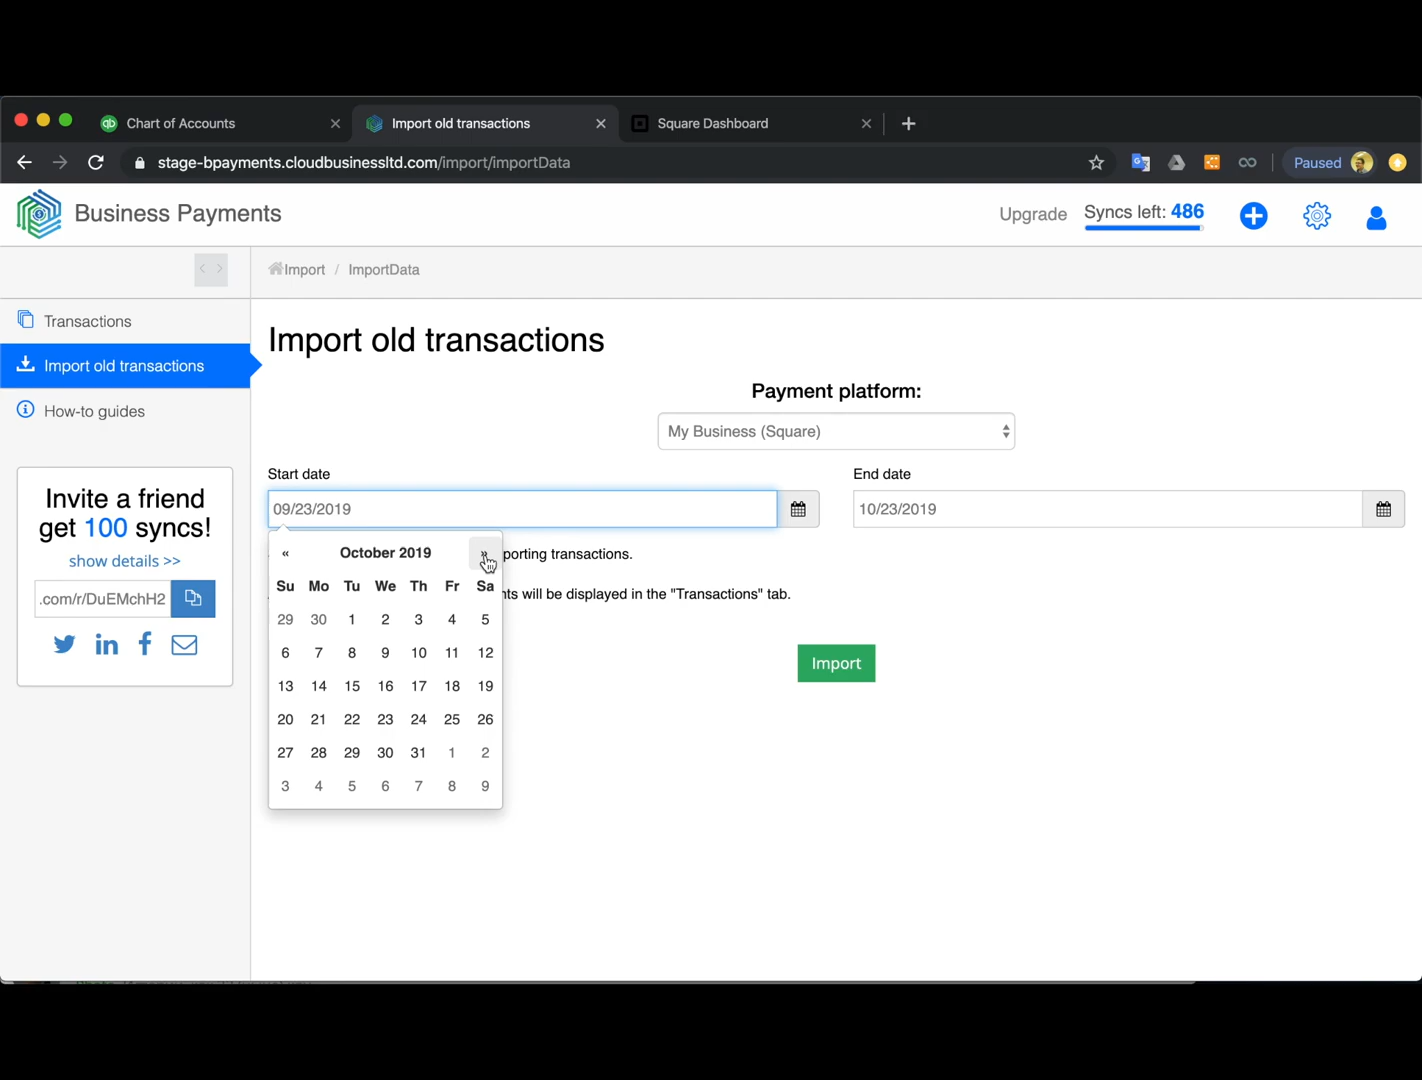 Chart of Accounts
Import old transactions
Square Dashboard
stage-bpayments.cloudbusinessltd.com/import/importData
Paused
Business Payments
Upgrade
Syncs left: 486
Import / ImportData
Transactions
Import old transactions
How-to guides
Invite a friend
get 100 syncs!
show details >>
.com/r/DuEMchH2
Import old transactions
Payment platform:
My Business (Square)
Start date
End date
09/23/2019
10/23/2019
« October 2019 »
Su Mo Tu We Th Fr Sa
29 30 1 2 3 4 5
6 7 8 9 10 11 12
13 14 15 16 17 18 19
20 21 22 23 24 25 26
27 28 29 30 31 1 2
3 4 5 6 7 8 9
porting transactions.
will be displayed in the "Transactions" tab.
Import